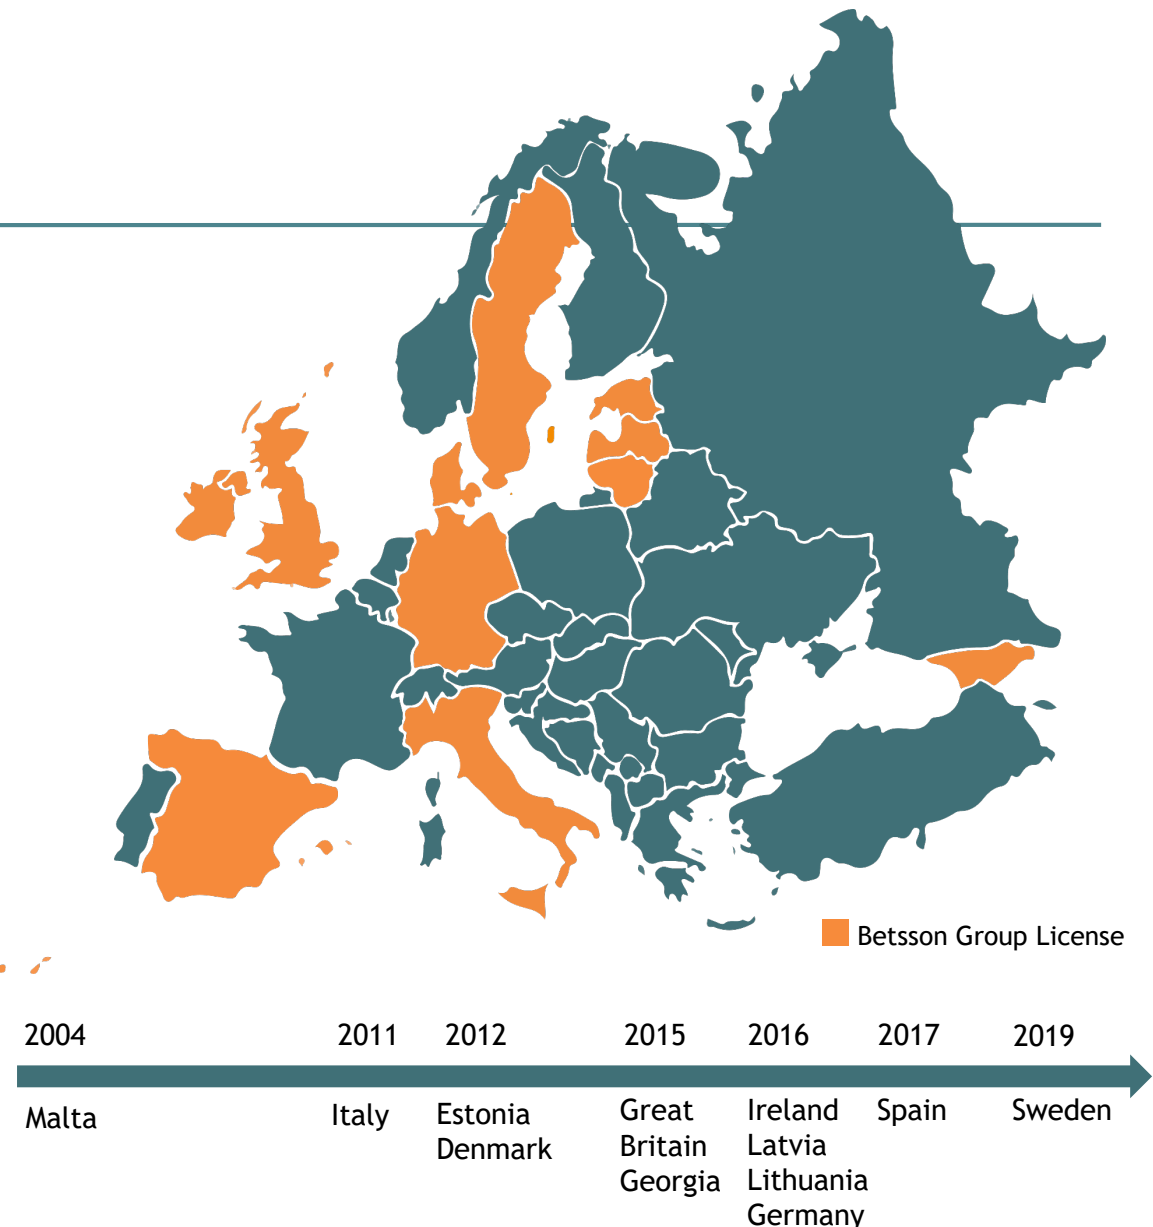 Betsson Group License
2004
2011
2012
2015
2016
2017
2019
Malta
Italy
Estonia
Denmark
Great
Britain
Georgia
Ireland
Latvia
Lithuania
Germany
Spain
Sweden